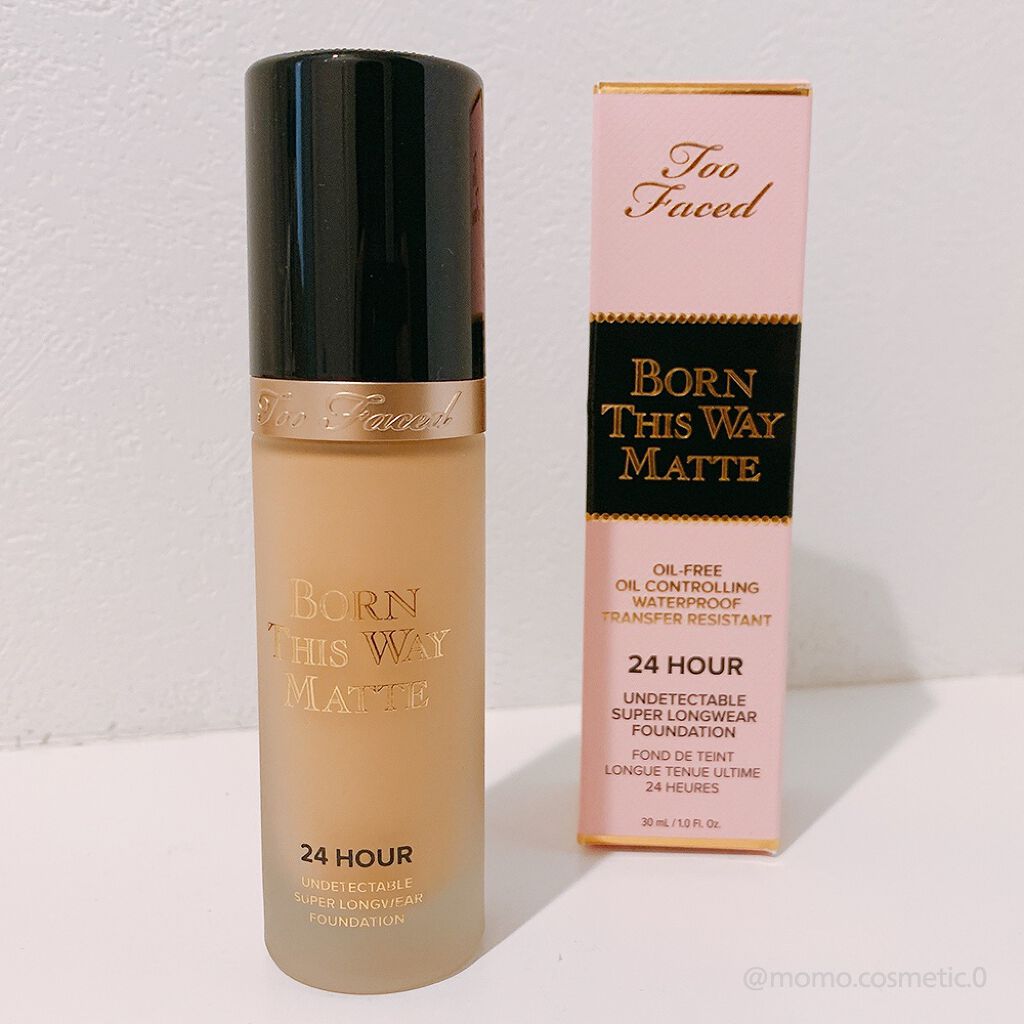 Too Faced
BORN
THIS WAY
MATTE
24 HOUR
UNDETECTABLE
SUPER LONGWEAR
FOUNDATION
Too
Faced
BORN
THIS WAY
MATTE
OIL-FREE
OIL CONTROLLING
WATERPROOF
TRANSFER RESISTANT
24 HOUR
UNDETECTABLE
SUPER LONGWEAR
FOUNDATION
FOND DE TEINT
LONGUE TENUE ULTIME
24 HEURES
30 mL / 1.0 Fl. Oz.
@momo.cosmetic.0